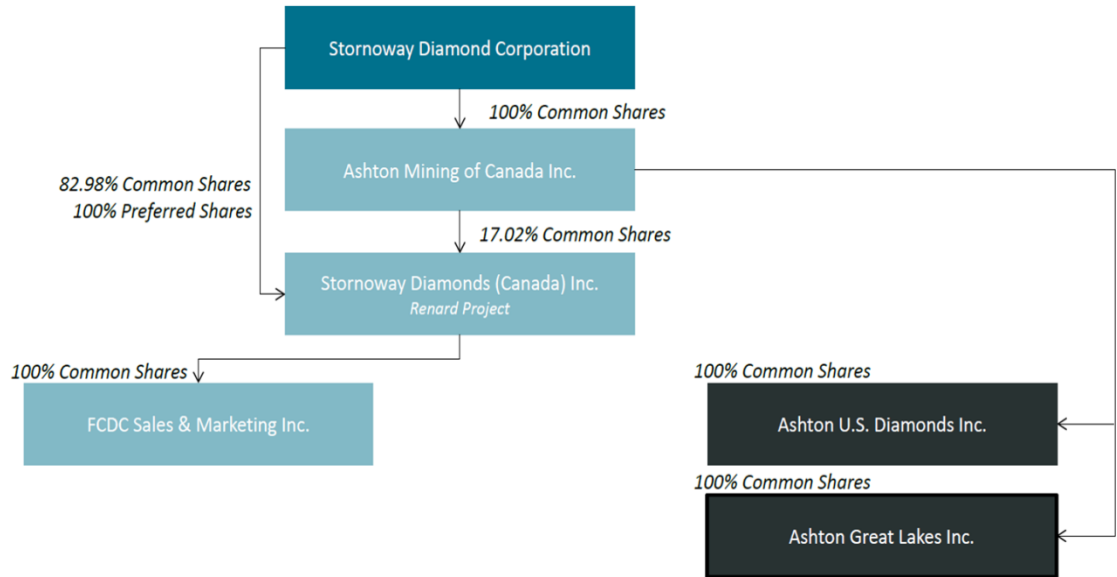 Stornoway Diamond Corporation
100% Common Shares
Ashton Mining of Canada Inc.
82.98% Common Shares
100% Preferred Shares
17.02% Common Shares
Stornoway Diamonds (Canada) Inc.
Renard Project
100% Common Shares
FCDC Sales & Marketing Inc.
100% Common Shares
Ashton U.S. Diamonds Inc.
100% Common Shares
Ashton Great Lakes Inc.